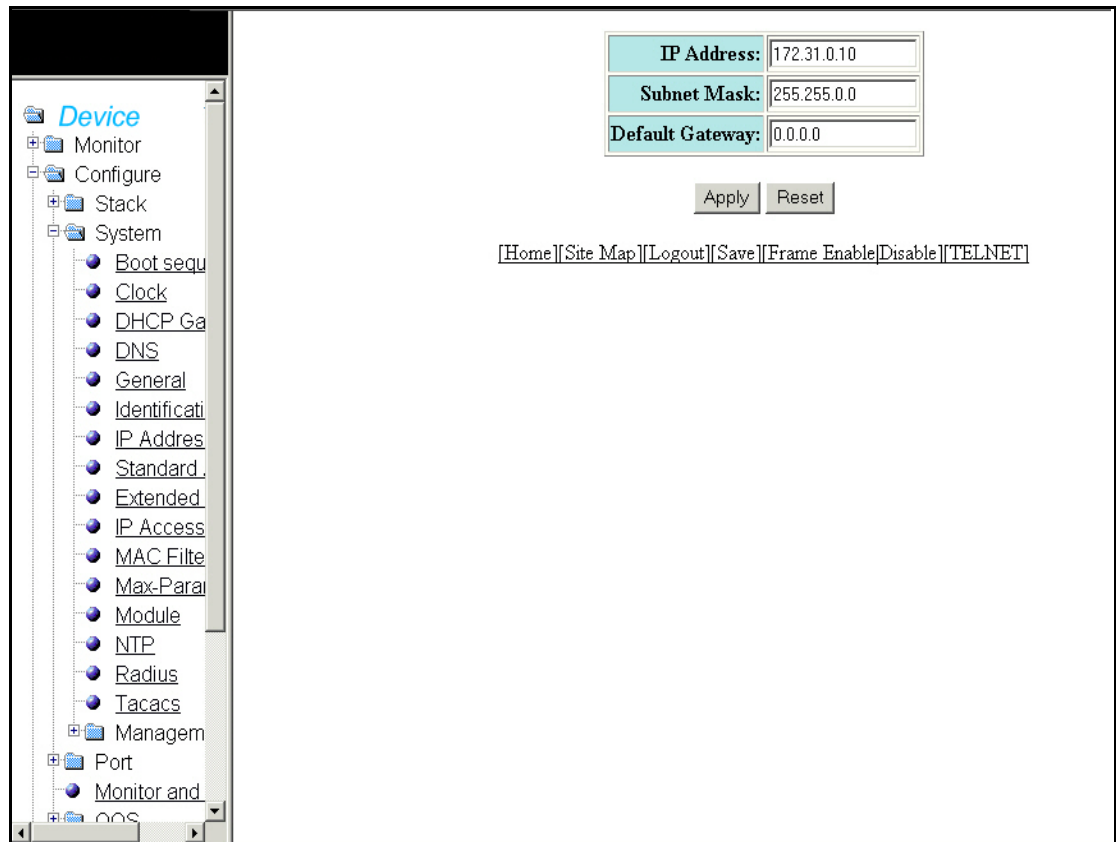 Device
Monitor
Configure
Stack
System
Boot sequ
Clock
DHCP Ga
DNS
General
Identificati
IP Addres
Standard
Extended
IP Access
MAC Filte
Max-Para
Module
NTP
Radius
Tacacs
Managem
Port
Monitor and
QOS
IP Address: 172.31.0.10
Subnet Mask: 255.255.0.0
Default Gateway: 0.0.0.0
Apply Reset
[Home][Site Map][Logout][Save][Frame Enable|Disable][TELNET]